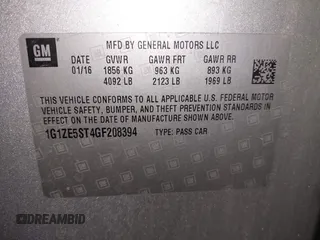 GM
MFD BY GENERAL MOTORS LLC
DATE GVWR GAWR FRT GAWR RR
01/16 1856 KG 963 KG 893 KG
4092 LB 2123 LB 1969 LB
THIS VEHICLE CONFORMS TO ALL APPLICABLE U.S. FEDERAL MOTOR
VEHICLE SAFETY, BUMPER, AND THEFT PREVENTION STANDARDS IN
EFFECT ON THE DATE OF MANUFACTURE SHOWN ABOVE.
1G1ZE5ST4GF208394 TYPE: PASS CAR
DREAMBID